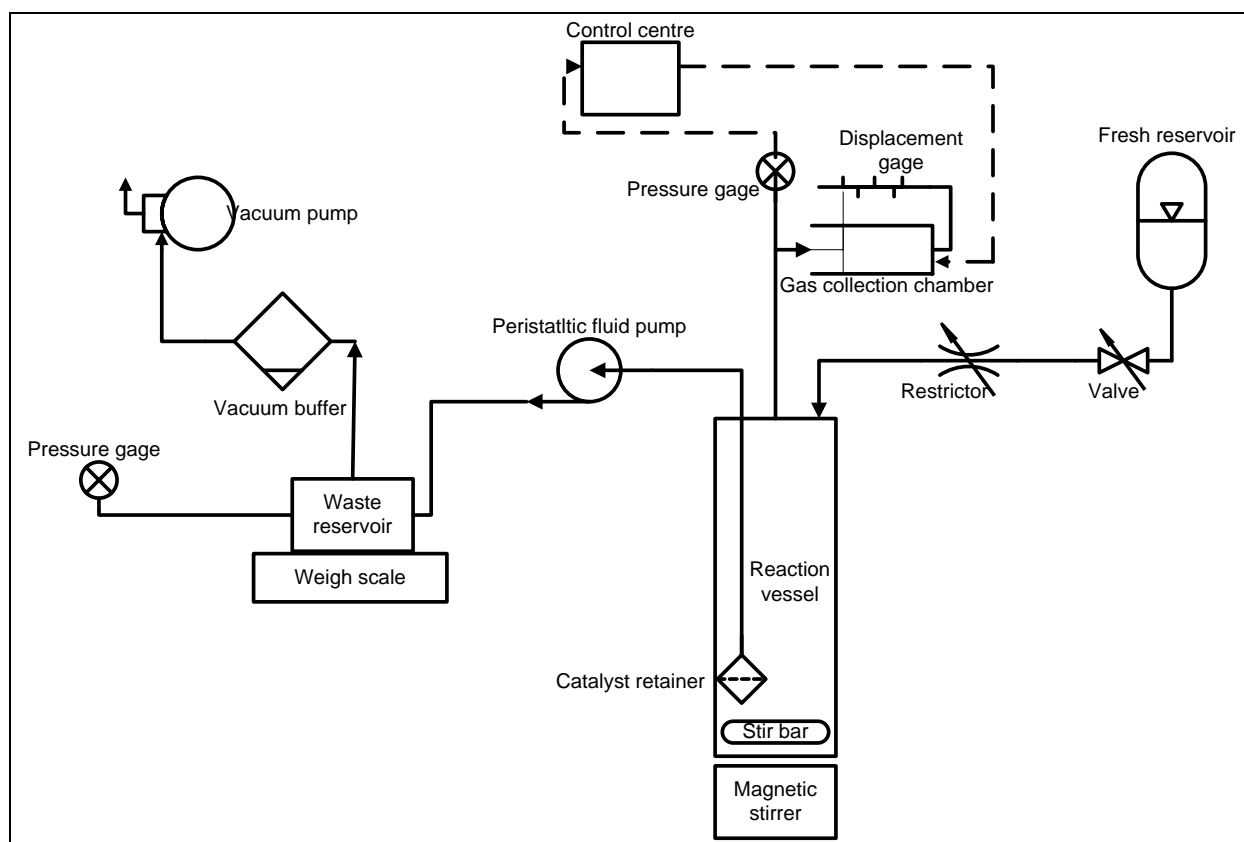 Control centre
Displacement
gage
Fresh reservoir
Pressure gage
Vacuum pump
Gas collection chamber
Peristatltic fluid pump
Restrictor
Valve
Vacuum buffer
Pressure gage
Waste
reservoir
Weigh scale
Reaction
vessel
Catalyst retainer
Stir bar
Magnetic
stirrer